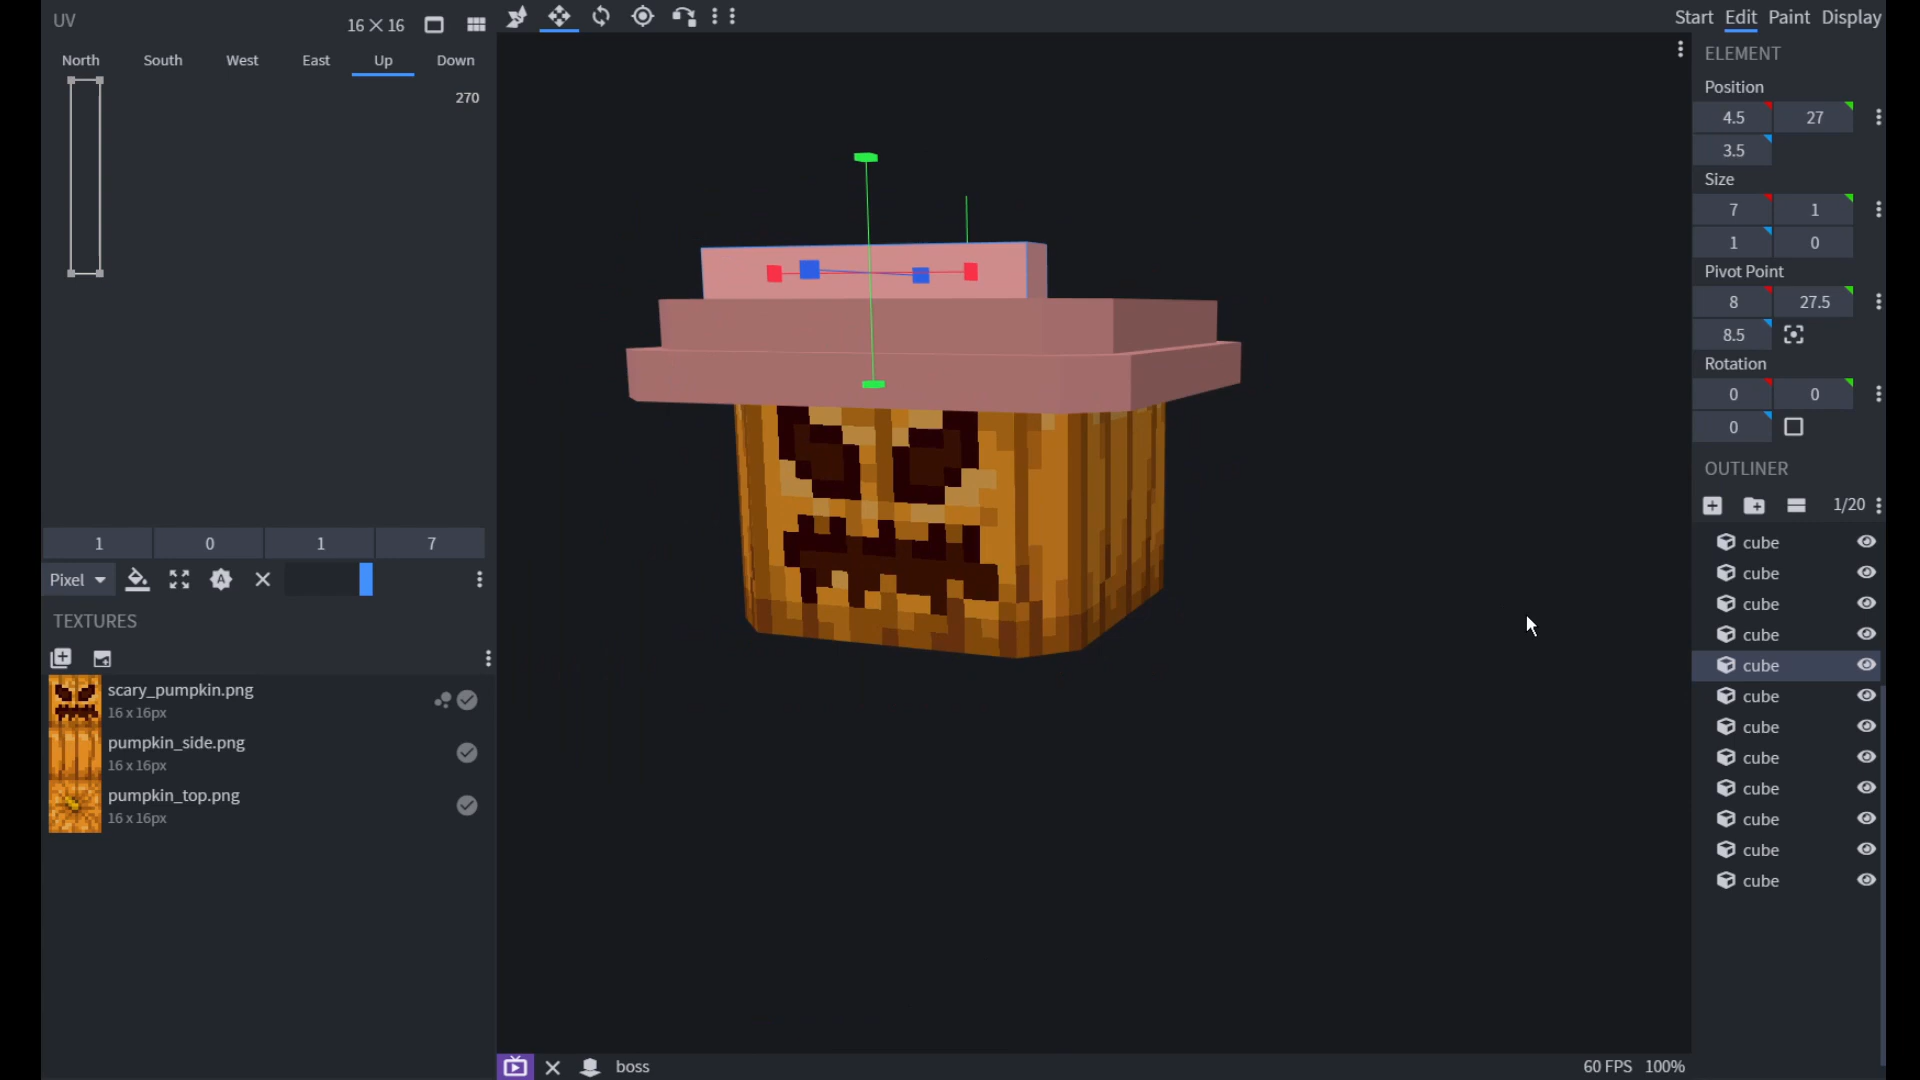 UV
16 × 16
North South West East Up Down
270
1 0 1 7
Pixel
TEXTURES
scary_pumpkin.png
16 x 16px
pumpkin_side.png
16 x 16px
pumpkin_top.png
16 x 16px
Start Edit Paint Display
ELEMENT
Position
4.5 27
3.5
Size
7 1
1 0
Pivot Point
8 27.5
8.5
Rotation
0 0
0
OUTLINER
1/20
cube
cube
cube
cube
cube
cube
cube
cube
cube
cube
cube
cube
boss
60 FPS 100%